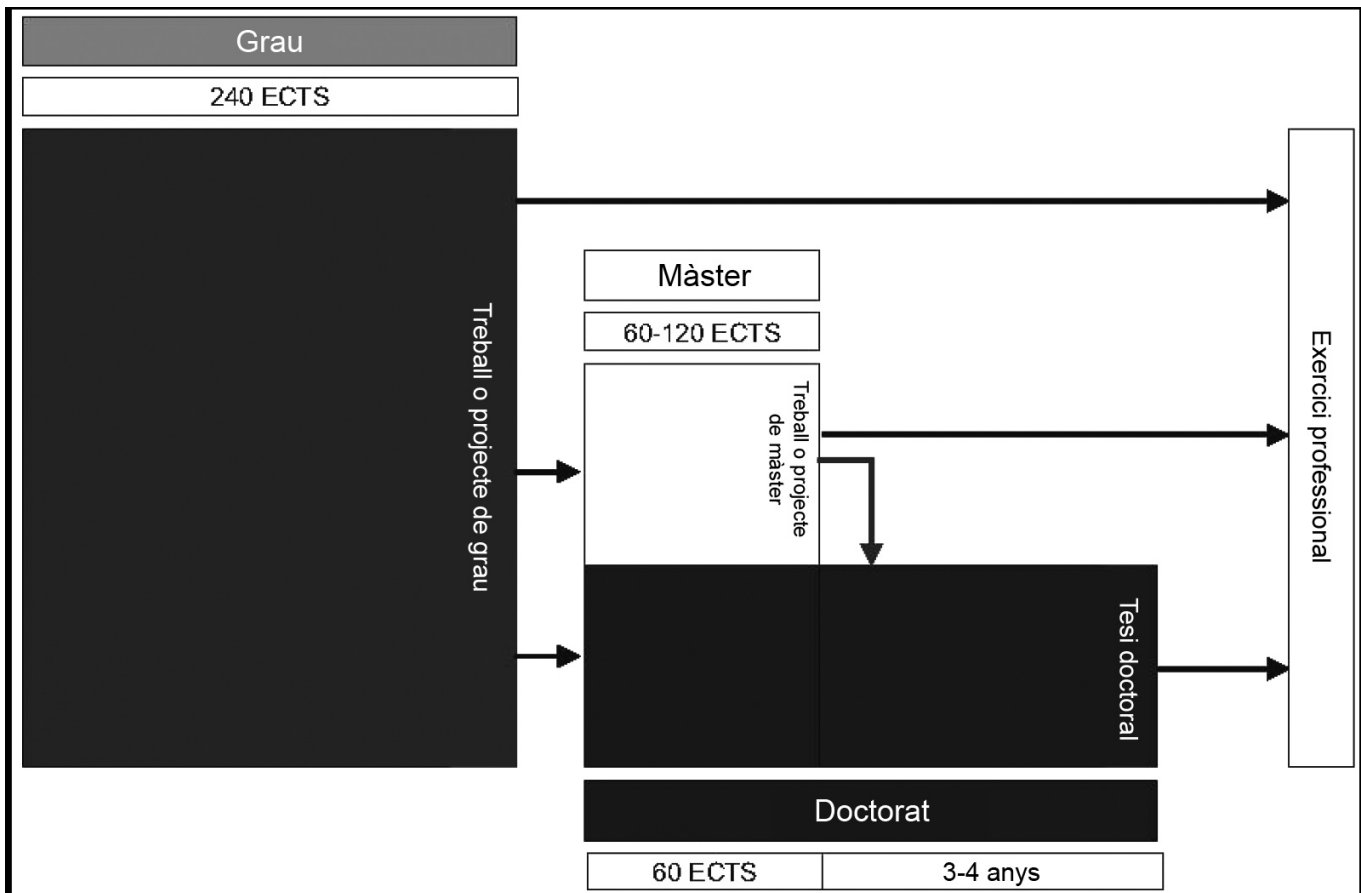 Grau
240 ECTS
Treball o projecte de grau
Màster
60-120 ECTS
Treball o projecte
de màster
Exercici professional
Tesi doctoral
Doctorat
60 ECTS
3-4 anys